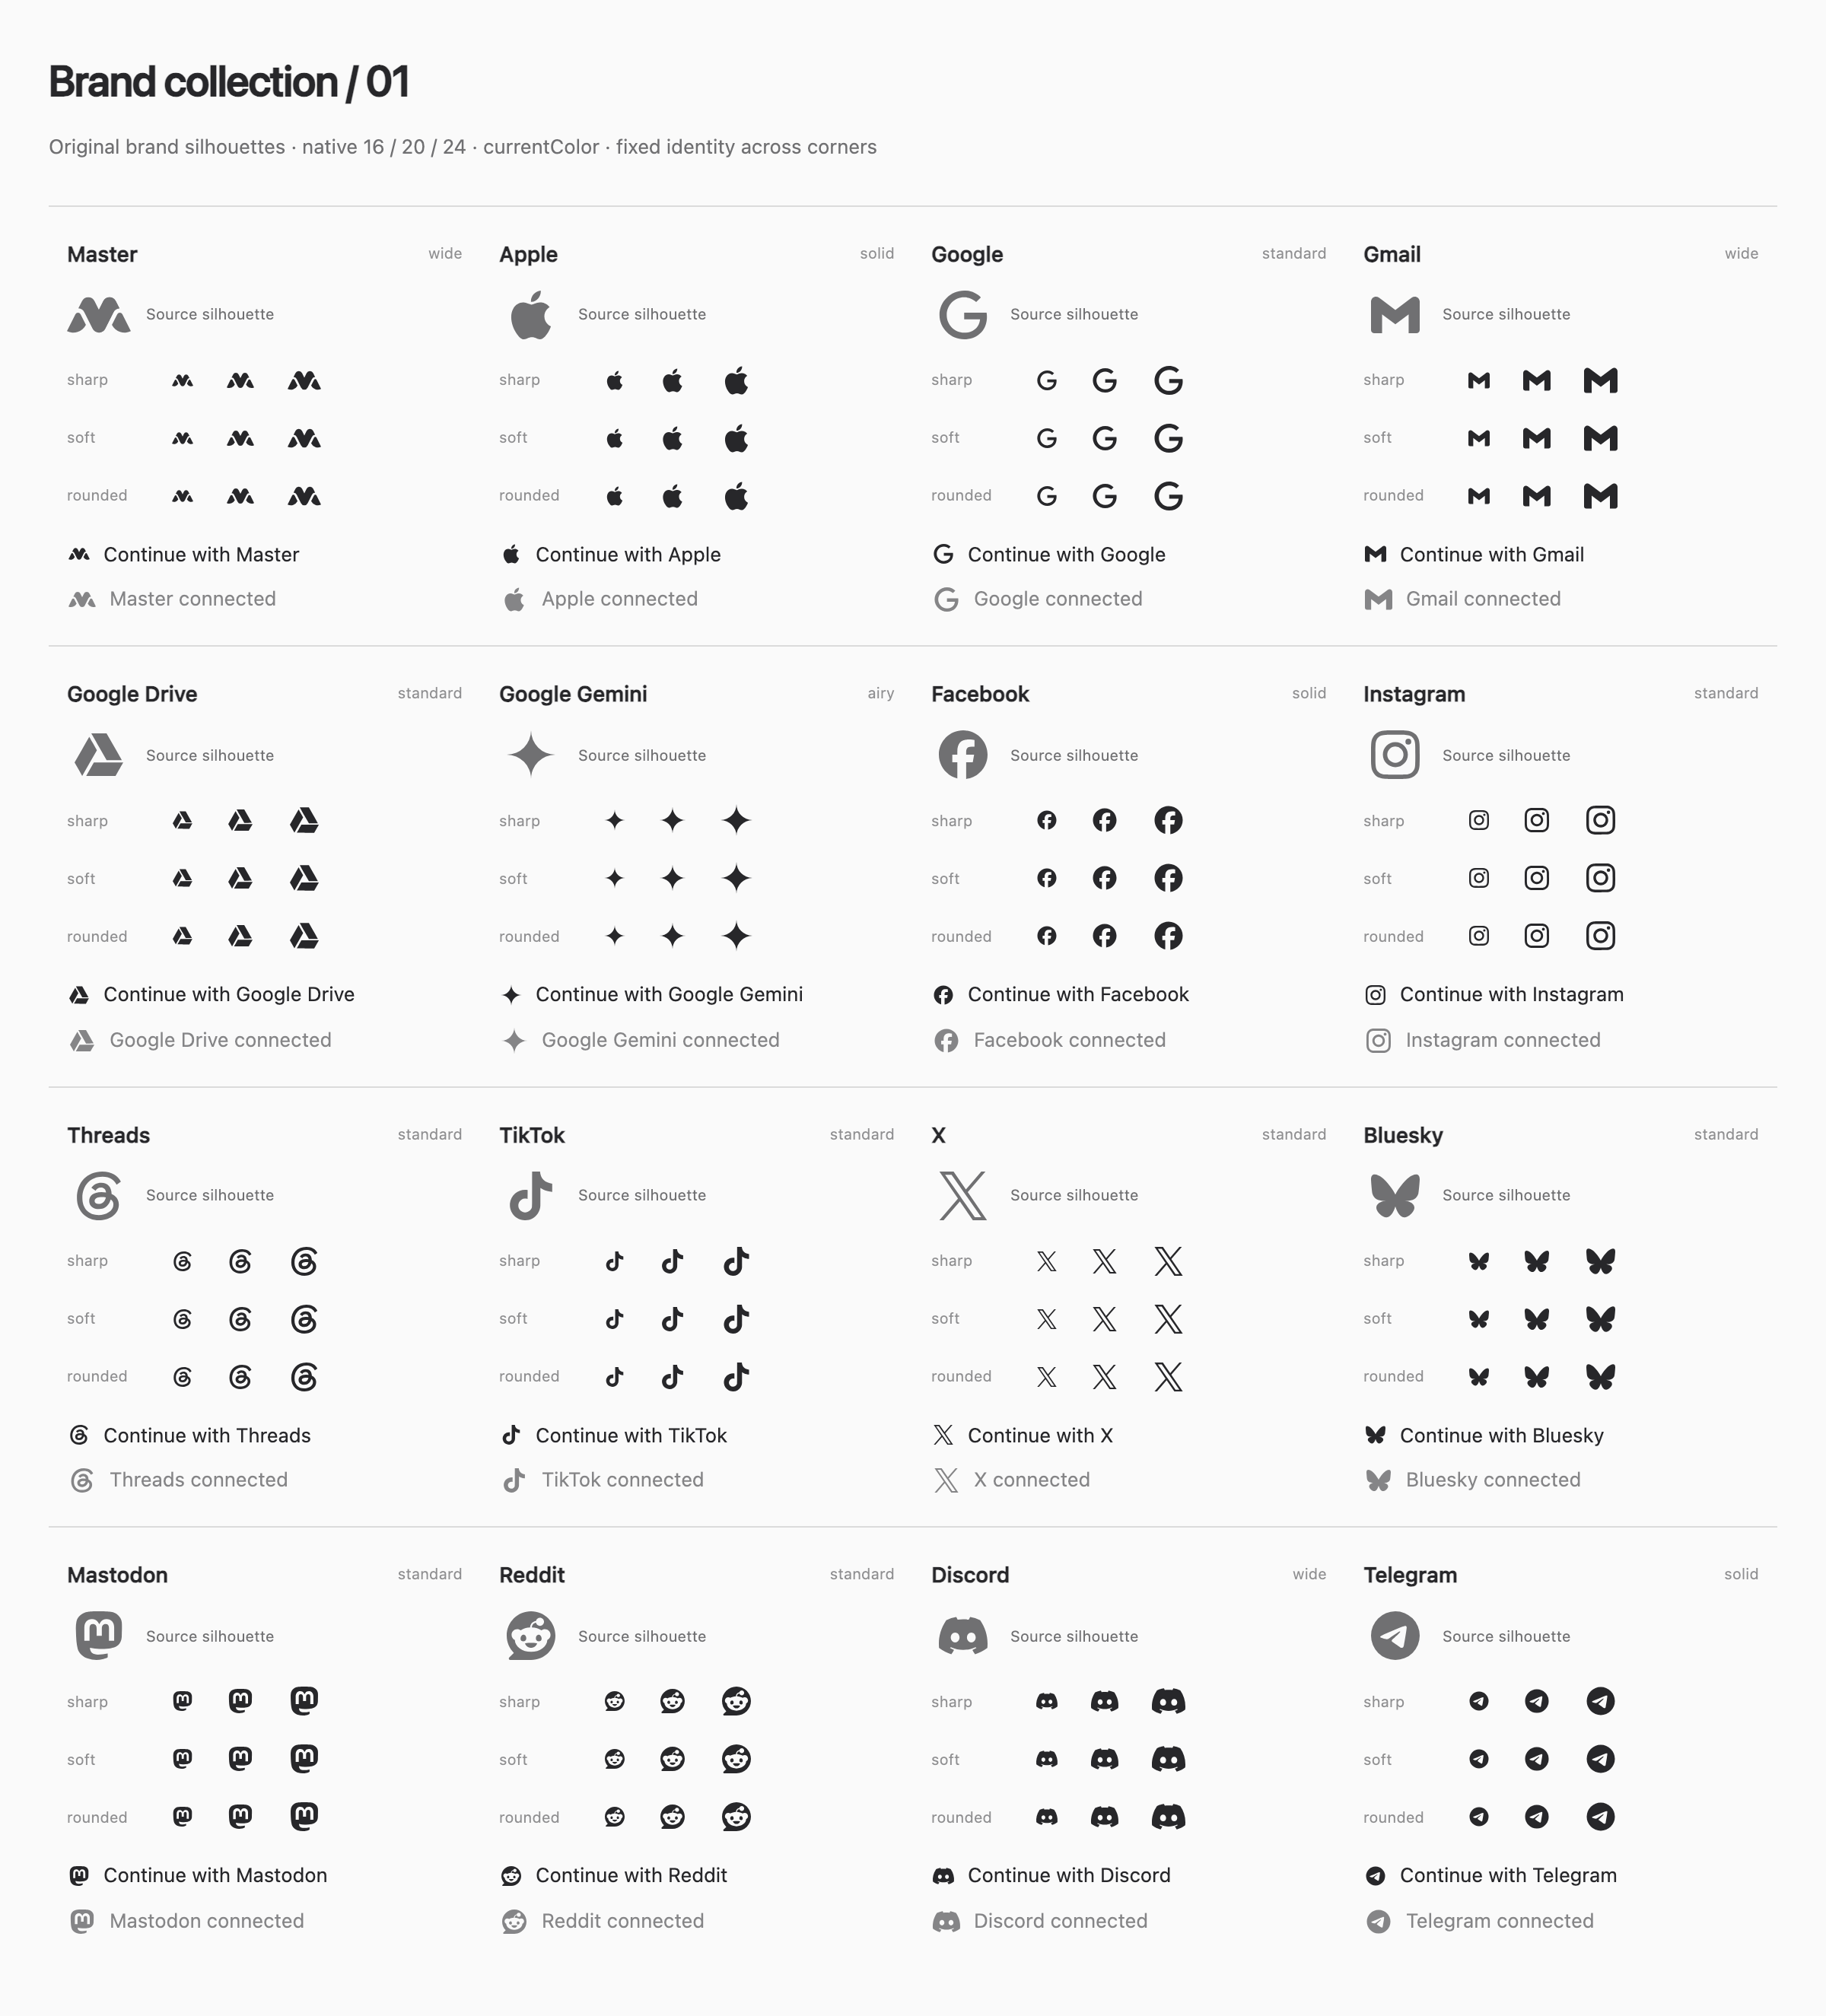 Brand collection / 01
Original brand silhouettes · native 16 / 20 / 24 · currentColor · fixed identity across corners
Master wide
Source silhouette
sharp
soft
rounded
Continue with Master
Master connected
Apple solid
Source silhouette
sharp
soft
rounded
Continue with Apple
Apple connected
Google standard
Source silhouette
sharp
soft
rounded
Continue with Google
Google connected
Gmail wide
Source silhouette
sharp
soft
rounded
Continue with Gmail
Gmail connected
Google Drive standard
Source silhouette
sharp
soft
rounded
Continue with Google Drive
Google Drive connected
Google Gemini airy
Source silhouette
sharp
soft
rounded
Continue with Google Gemini
Google Gemini connected
Facebook solid
Source silhouette
sharp
soft
rounded
Continue with Facebook
Facebook connected
Instagram standard
Source silhouette
sharp
soft
rounded
Continue with Instagram
Instagram connected
Threads standard
Source silhouette
sharp
soft
rounded
Continue with Threads
Threads connected
TikTok standard
Source silhouette
sharp
soft
rounded
Continue with TikTok
TikTok connected
X standard
Source silhouette
sharp
soft
rounded
Continue with X
X connected
Bluesky standard
Source silhouette
sharp
soft
rounded
Continue with Bluesky
Bluesky connected
Mastodon standard
Source silhouette
sharp
soft
rounded
Continue with Mastodon
Mastodon connected
Reddit standard
Source silhouette
sharp
soft
rounded
Continue with Reddit
Reddit connected
Discord wide
Source silhouette
sharp
soft
rounded
Continue with Discord
Discord connected
Telegram solid
Source silhouette
sharp
soft
rounded
Continue with Telegram
Telegram connected